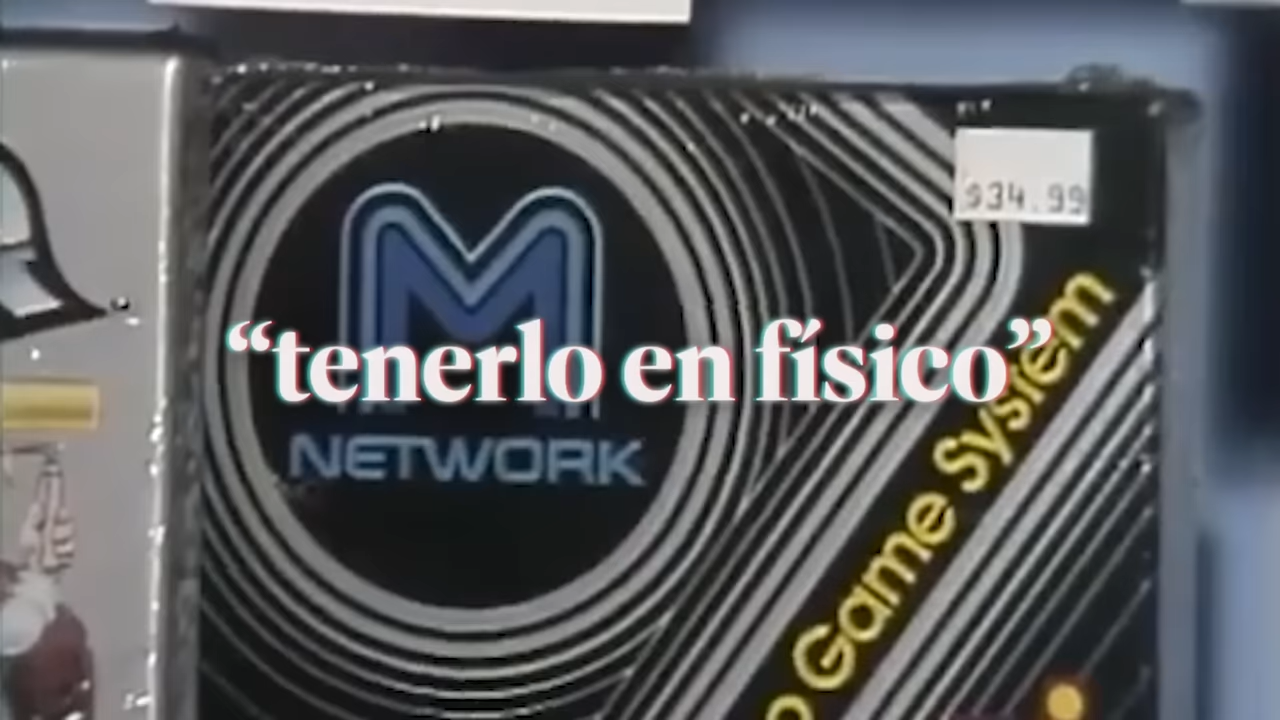 $34.99
M
“tenerlo en físico”
NETWORK
Game System